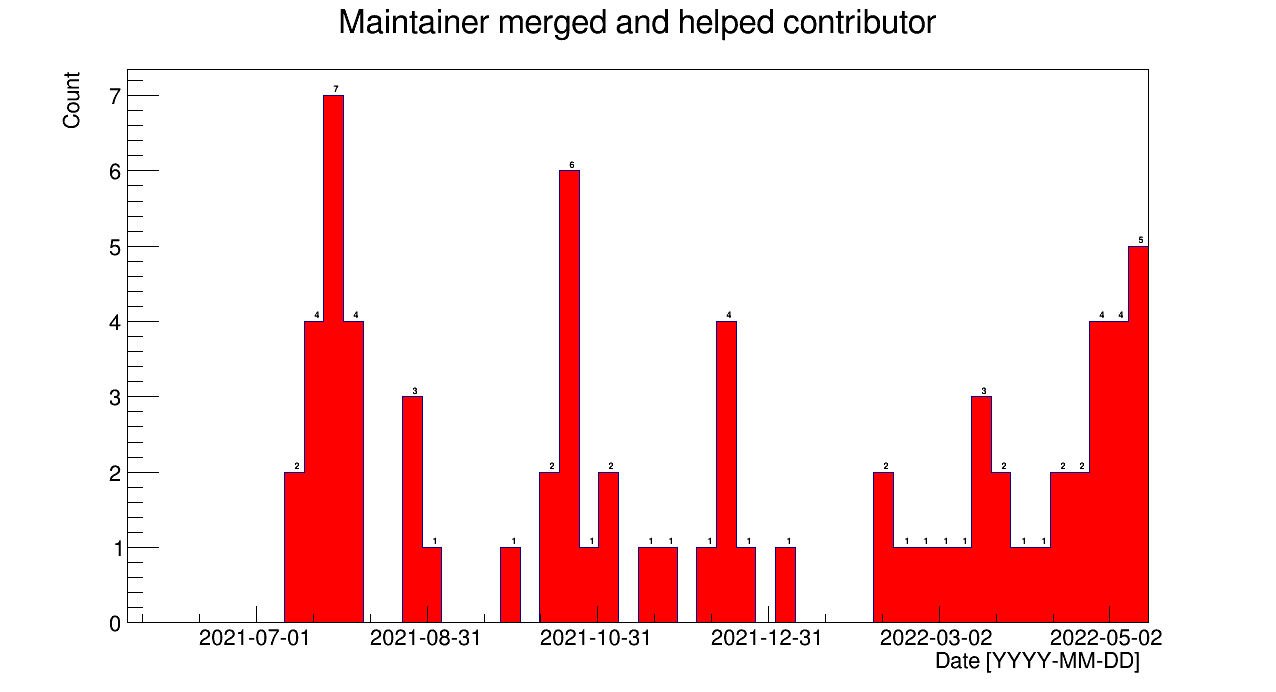 Maintainer merged and helped contributor
Count
7
6
5
4
3
2
1
0
2 4 7 4 3 1 1 2 6 1 2 1 1 1 4 1 1 2 1 1 1 1 3 2 1 1 2 2 4 4 5
2021-07-01 2021-08-31 2021-10-31 2021-12-31 2022-03-02 2022-05-02
Date [YYYY-MM-DD]